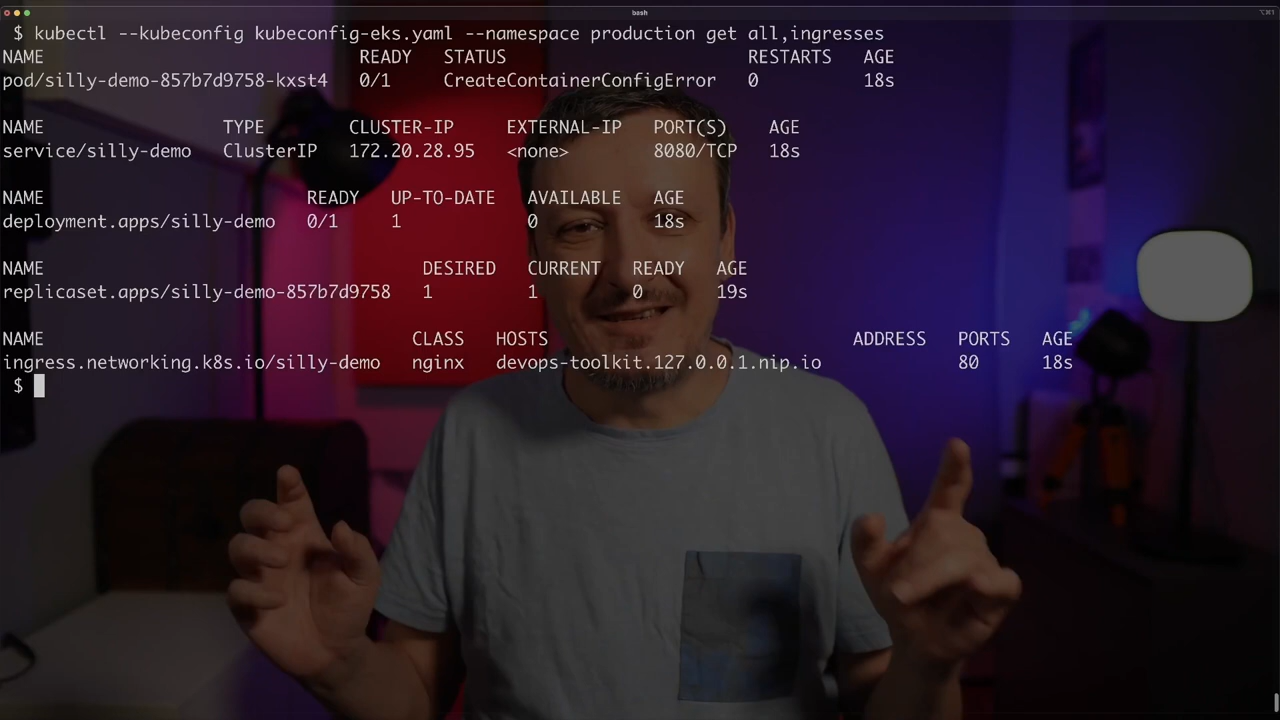 bash
⌥⌘1
$ kubectl --kubeconfig kubeconfig-eks.yaml --namespace production get all,ingresses
NAME READY STATUS RESTARTS AGE
pod/silly-demo-857b7d9758-kxst4 0/1 CreateContainerConfigError 0 18s
NAME TYPE CLUSTER-IP EXTERNAL-IP PORT(S) AGE
service/silly-demo ClusterIP 172.20.28.95 <none> 8080/TCP 18s
NAME READY UP-TO-DATE AVAILABLE AGE
deployment.apps/silly-demo 0/1 1 0 18s
NAME DESIRED CURRENT READY AGE
replicaset.apps/silly-demo-857b7d9758 1 1 0 19s
NAME CLASS HOSTS ADDRESS PORTS AGE
ingress.networking.k8s.io/silly-demo nginx devops-toolkit.127.0.0.1.nip.io 80 18s
$